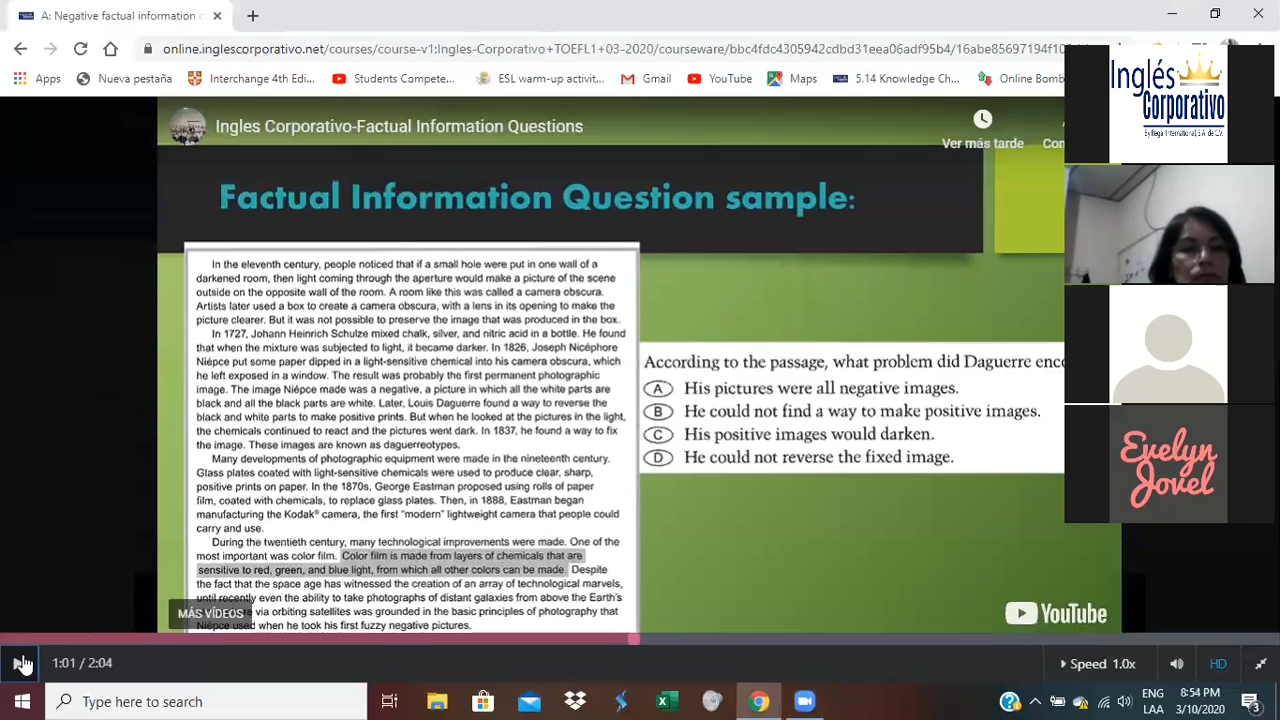 A: Negative factual information
online.inglescorporativo.net/courses/course-v1:Ingles-Corporativo+TOEFL1+03-2020/courseware/bbc4fdc4305942cdbd31eea06adf95b4/
Apps
Nueva pestaña
Interchange 4th Edi...
Students Compete...
ESL warm-up activit...
Gmail
YouTube
Maps
5.14 Knowledge Ch...
Online Bomb
Inglés
Corporativo
Ingles Corporativo-Factual Information Questions
Ver más tarde
Factual Information Question sample:
In the eleventh century, people noticed that if a small hole were put in one wall of a
darkened room, then light coming through the aperture would make a picture of the scene
outside on the opposite wall of the room. A room like this was called a camera obscura.
Artists later used a box to create a camera obscura, with a lens in its opening to make the
picture clearer. But it was not possible to preserve the image that was produced in the box.
In 1727, Johann Heinrich Schulze mixed chalk, silver, and nitric acid in a bottle. He found
that when the mixture was subjected to light, it became darker. In 1826, Joseph Nicéphore
Niépce put some paper dipped in a light-sensitive chemical into his camera obscura, which
he left exposed in a window. The result was probably the first permanent photographic
image. The image Niépce made was a negative, a picture in which all the white parts are
black and all the black parts are white. Later, Louis Daguerre found a way to reverse the
black and white parts to make positive prints. But when he looked at the pictures in the light,
the chemicals continued to react and the pictures went dark. In 1837, he found a way to fix
the image. These images are known as daguerreotypes.
Many developments of photographic equipment were made in the nineteenth century.
Glass plates coated with light-sensitive chemicals were used to produce clear, sharp,
positive prints on paper. In the 1870s, George Eastman proposed using rolls of paper
film, coated with chemicals, to replace glass plates. Then, in 1888, Eastman began
manufacturing the Kodak® camera, the first "modern" lightweight camera that people could
carry and use.
During the twentieth century, many technological improvements were made. One of the
most important was color film. Color film is made from layers of chemicals that are
sensitive to red, green, and blue light, from which all other colors can be made. Despite
the fact that the space age has witnessed the creation of an array of technological marvels,
until recently even the ability to take photographs of distant galaxies from above the Earth's
via orbiting satellites was grounded in the basic principles of photography that
Niépce used when he took his first fuzzy negative pictures.
MÁS VÍDEOS
According to the passage, what problem did Daguerre
A His pictures were all negative images.
B He could not find a way to make positive images.
C His positive images would darken.
D He could not reverse the fixed image.
YouTube
Evelyn
Jovel
1:01 / 2:04
Speed 1.0x
HD
Type here to search
ENG
LAA
8:54 PM
3/10/2020
3